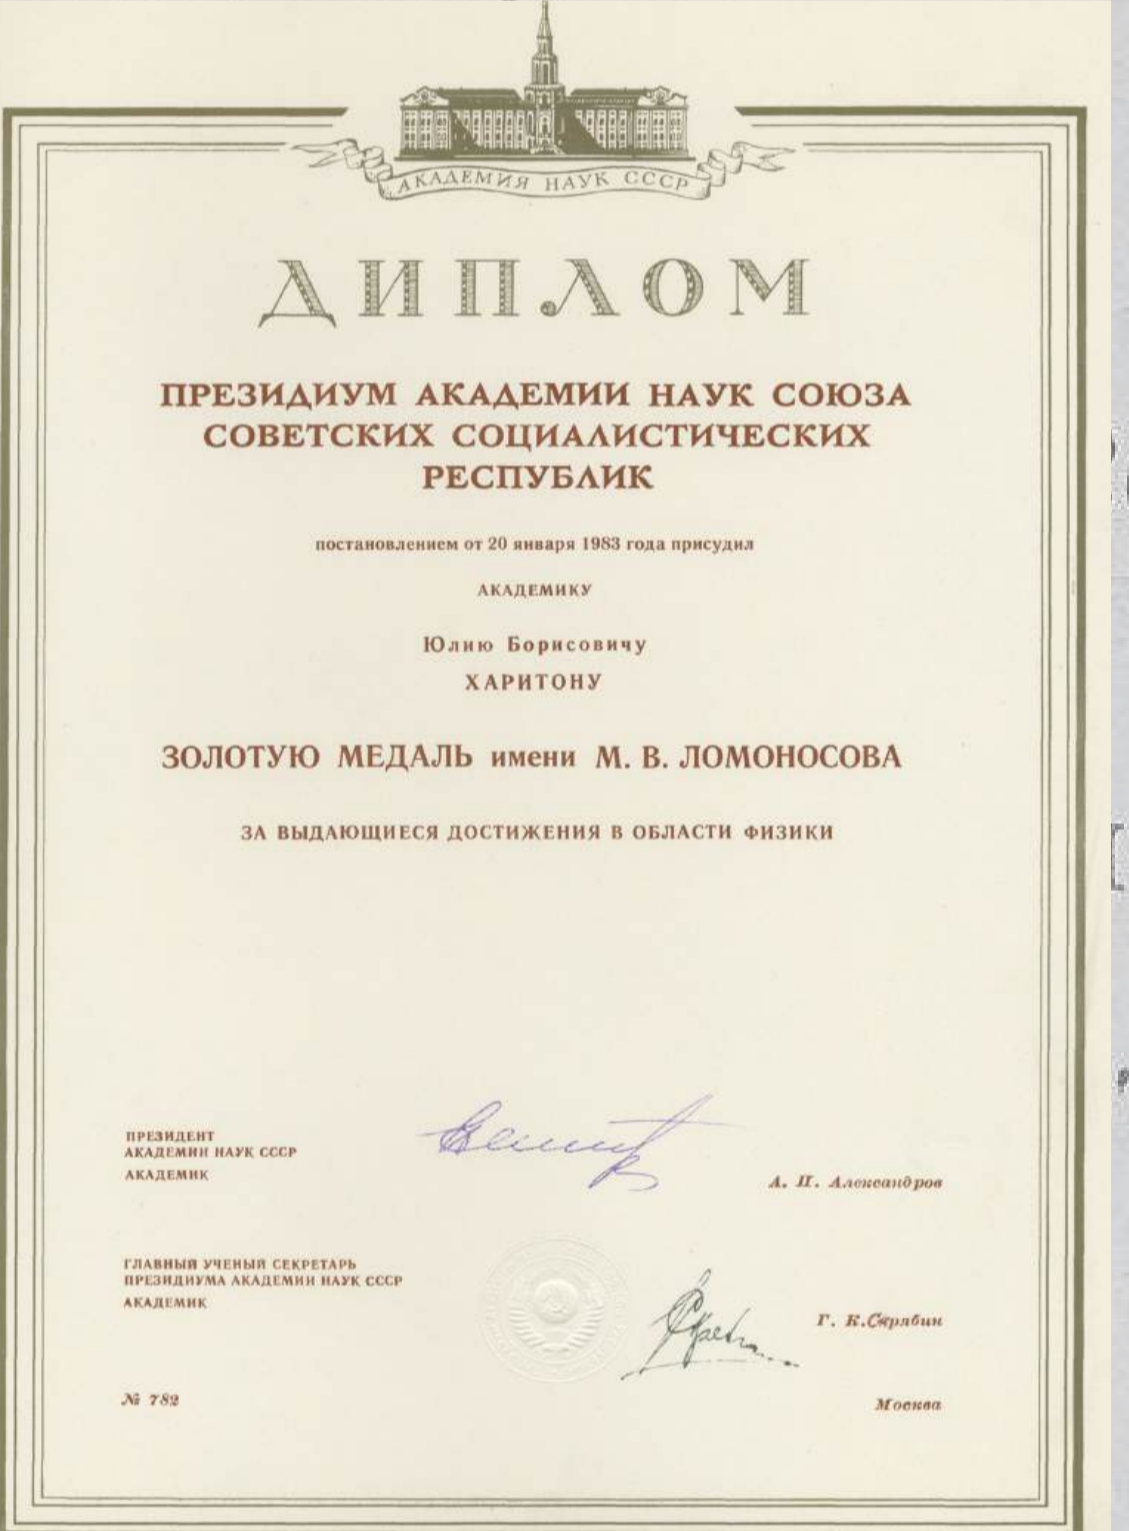 АКАДЕМИЯ НАУК СССР
ДИПЛОМ
ПРЕЗИДИУМ АКАДЕМИИ НАУК СОЮЗА
СОВЕТСКИХ СОЦИАЛИСТИЧЕСКИХ
РЕСПУБЛИК
постановлением от 20 января 1983 года присудил
АКАДЕМИКУ
Юлию Борисовичу
ХАРИТОНУ
ЗОЛОТУЮ МЕДАЛЬ имени М. В. ЛОМОНОСОВА
ЗА ВЫДАЮЩИЕСЯ ДОСТИЖЕНИЯ В ОБЛАСТИ ФИЗИКИ
ПРЕЗИДЕНТ
АКАДЕМИИ НАУК СССР
АКАДЕМИК
А. П. Александров
ГЛАВНЫЙ УЧЕНЫЙ СЕКРЕТАРЬ
ПРЕЗИДИУМА АКАДЕМИИ НАУК СССР
АКАДЕМИК
Г. К.Скрябин
№ 782
Москва